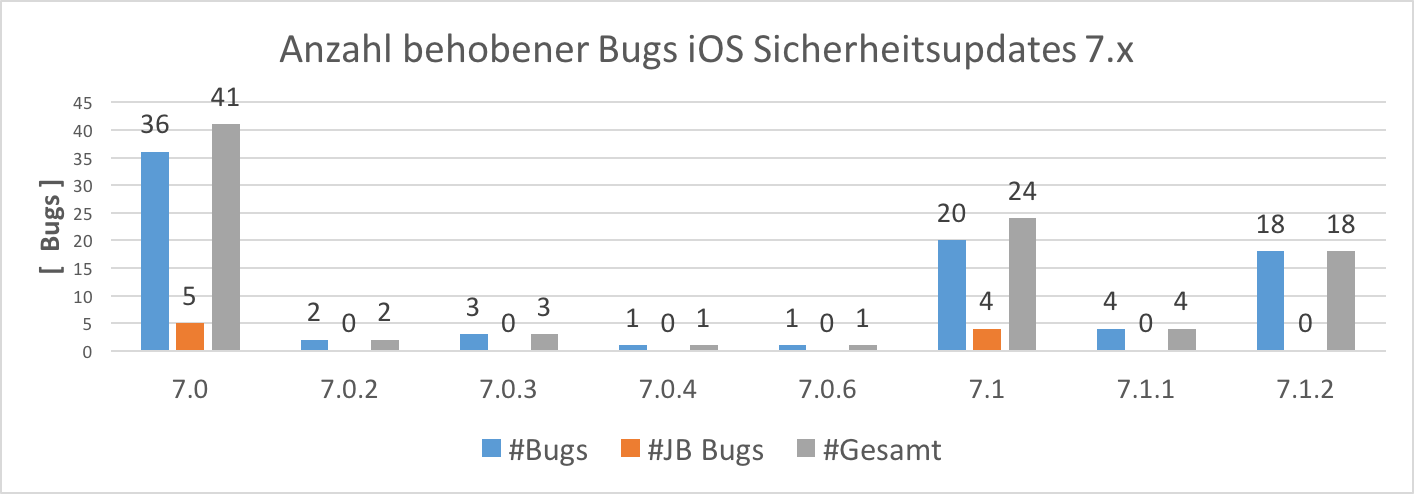 Anzahl behobener Bugs iOS Sicherheitsupdates 7.x
[ Bugs ]
45
40
35
30
25
20
15
10
5
0
36 5 41
2 0 2
3 0 3
1 0 1
1 0 1
20 4 24
4 0 4
18 0 18
7.0 7.0.2 7.0.3 7.0.4 7.0.6 7.1 7.1.1 7.1.2
#Bugs #JB Bugs #Gesamt